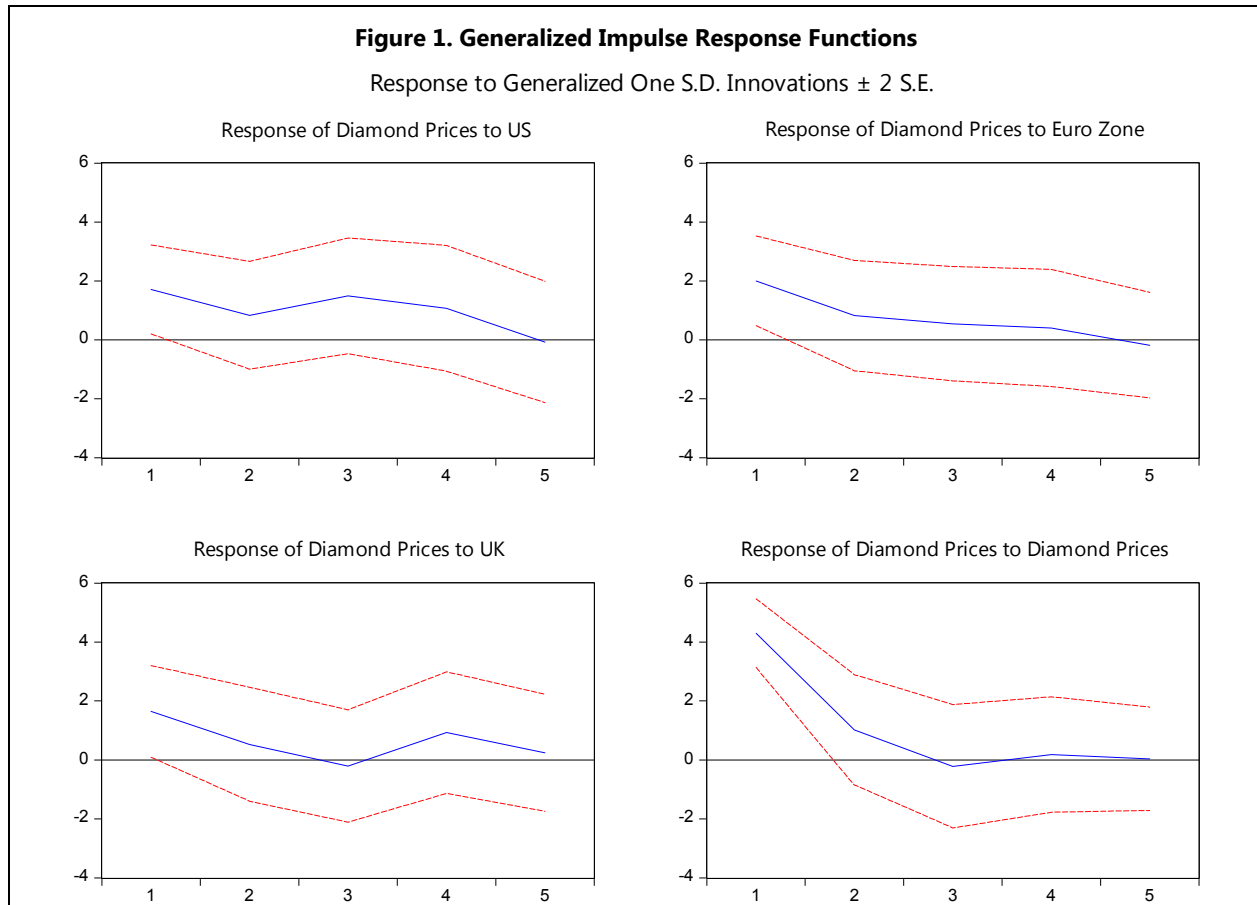 Figure 1. Generalized Impulse Response Functions
Response to Generalized One S.D. Innovations ± 2 S.E.
Response of Diamond Prices to US
6
4
2
0
-2
-4
1 2 3 4 5
Response of Diamond Prices to Euro Zone
6
4
2
0
-2
-4
1 2 3 4 5
Response of Diamond Prices to UK
6
4
2
0
-2
-4
1 2 3 4 5
Response of Diamond Prices to Diamond Prices
6
4
2
0
-2
-4
1 2 3 4 5